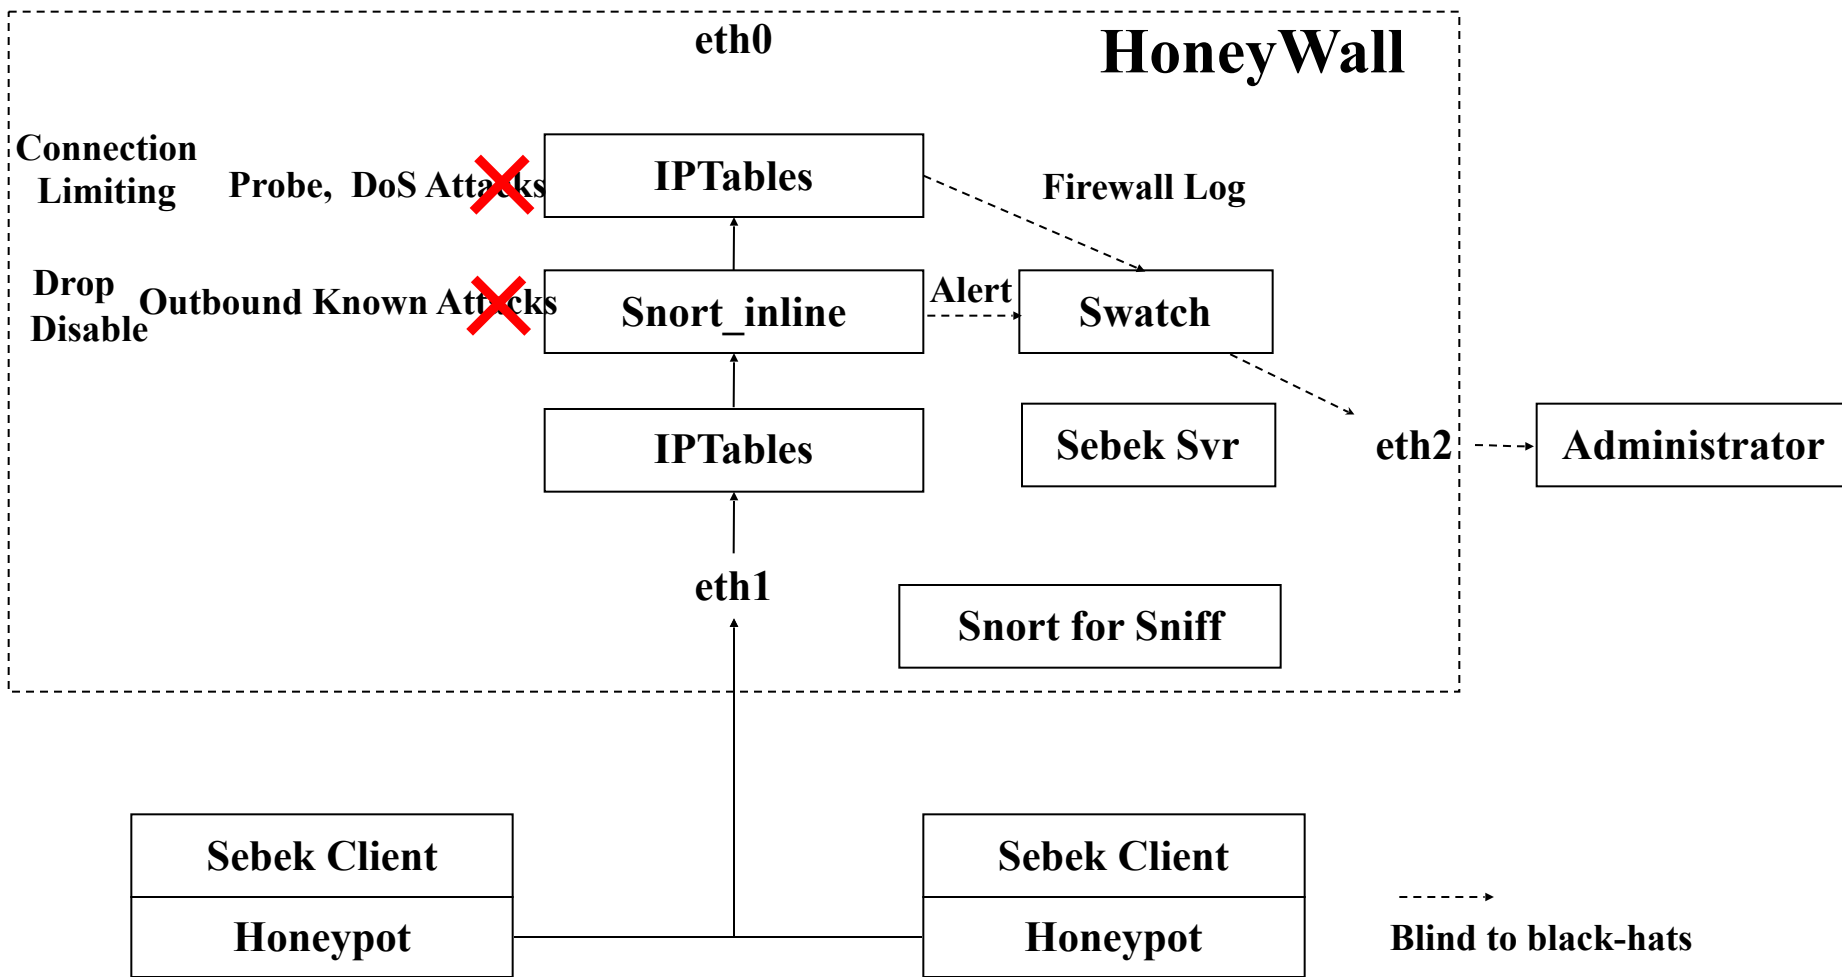 eth0
HoneyWall
Connection
Limiting
Probe, DoS Attacks
IPTables
Firewall Log
Drop
Disable
Outbound Known Attacks
Snort_inline
Alert
Swatch
IPTables
Sebek Svr
eth2
Administrator
eth1
Snort for Sniff
Sebek Client
Honeypot
Sebek Client
Honeypot
Blind to black-hats